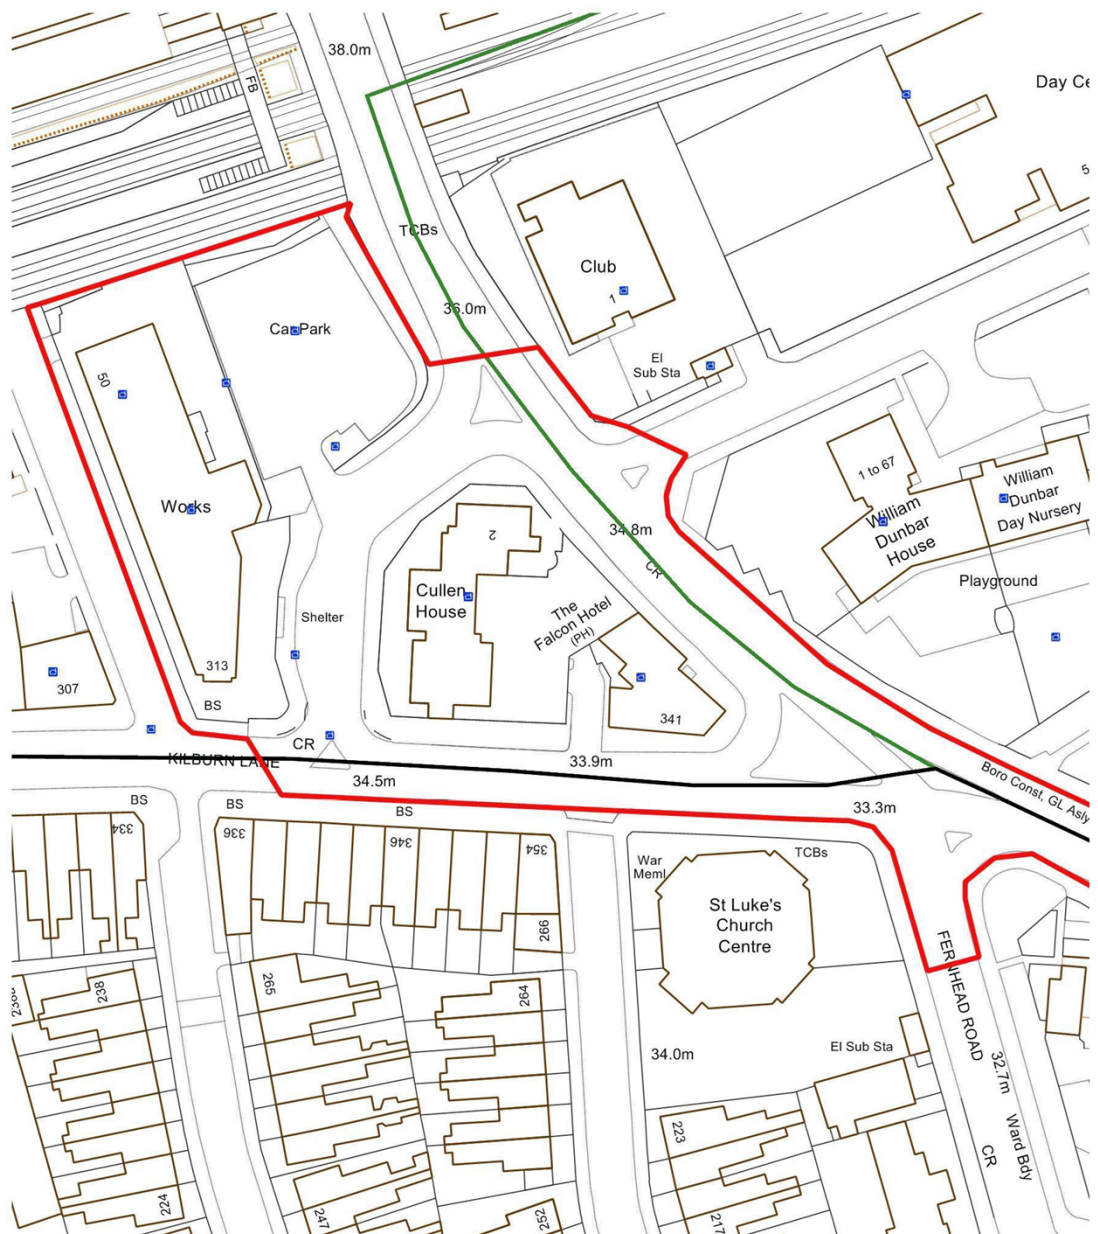 38.0m
FB
Day Ce
5
TCBs
Club
1
36.0m
Car Park
El
Sub Sta
50
1 to 67
William
Dunbar
Day Nursery
William
Dunbar
House
Works
2
34.8m
CR
Cullen
House
Playground
The
Falcon Hotel
(PH)
Shelter
313
307
BS
341
CR
KILBURN LANE
33.9m
34.5m
Boro Const, GL Asly
BS
BS
BS
33.3m
334
336
346
354
War
Meml
TCBs
St Luke's
Church
Centre
266
FERNHEAD ROAD
238
262
264
34.0m
El Sub Sta
32.7m
Ward Bdy
223
CR
224
247
252
217